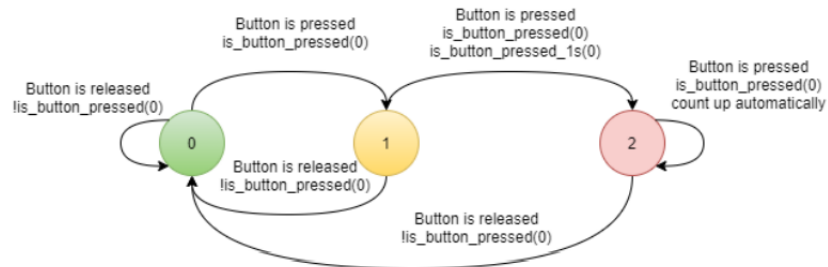 Button is pressed
is_button_pressed(0)
Button is pressed
is_button_pressed(0)
is_button_pressed_1s(0)
Button is released
!is_button_pressed(0)
Button is pressed
is_button_pressed(0)
count up automatically
0
1
2
Button is released
!is_button_pressed(0)
Button is released
!is_button_pressed(0)